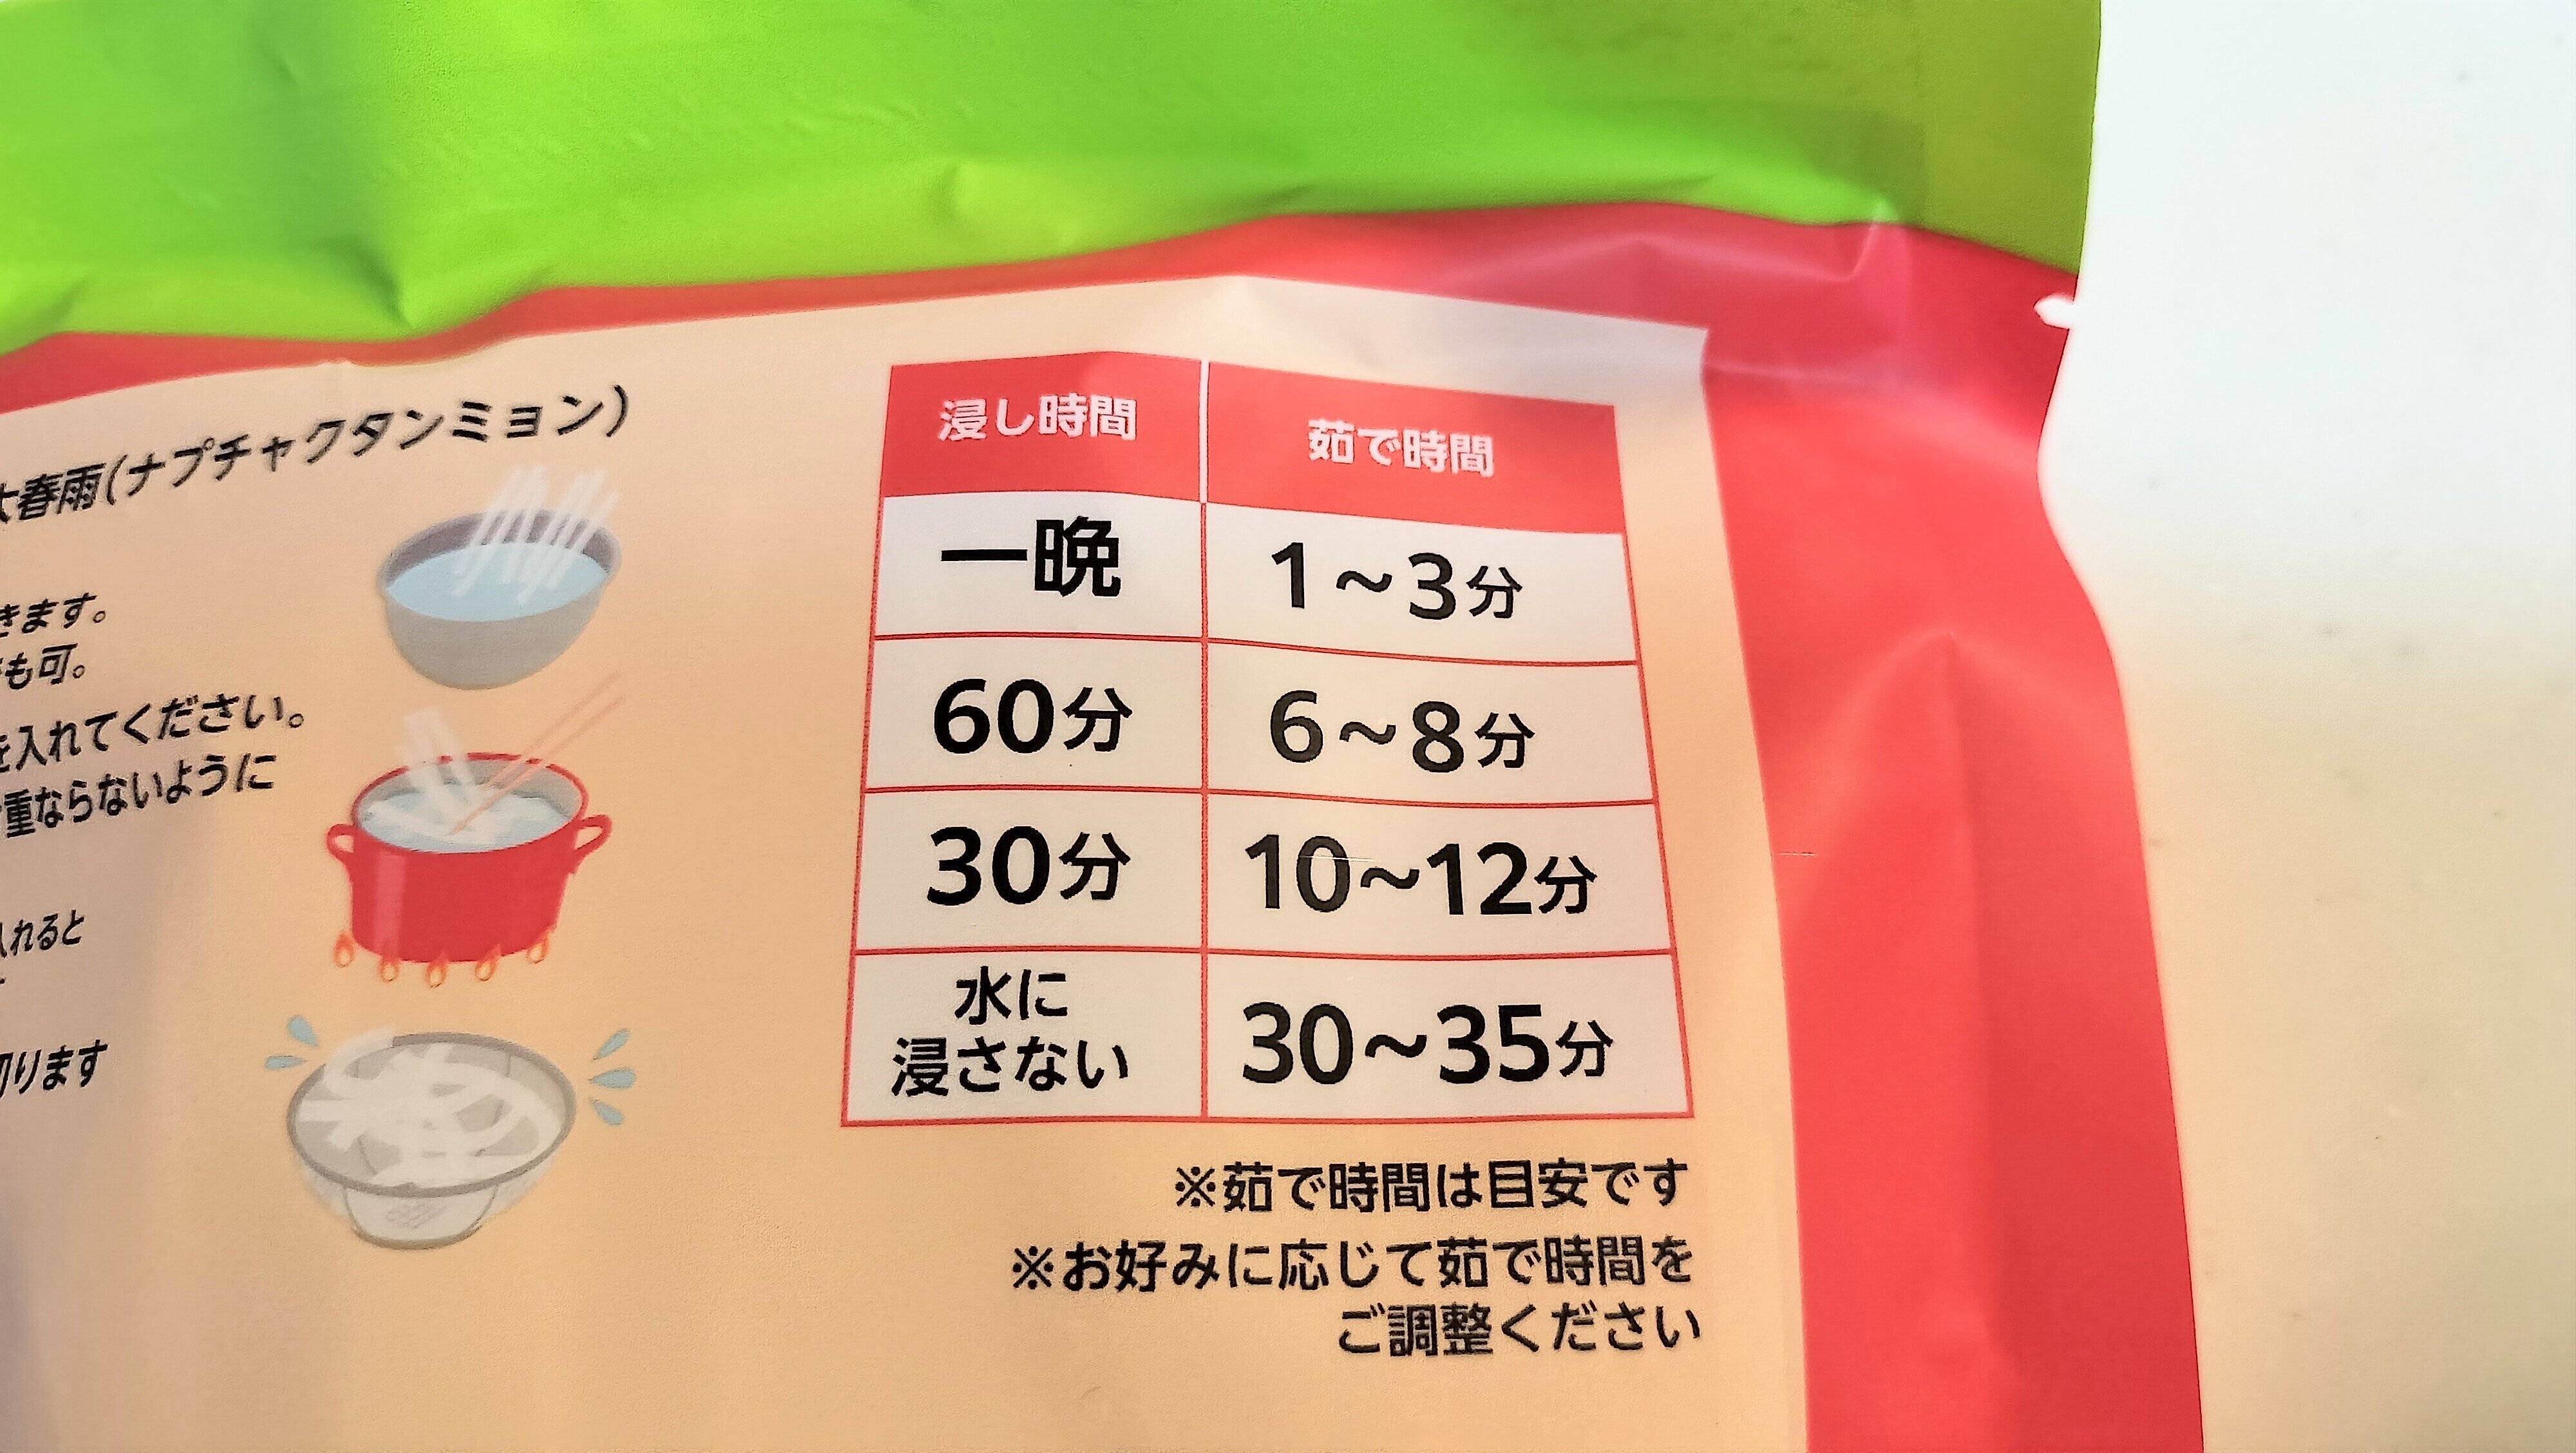 太春雨(ナプチャクタンミョン)
きます。
も可。
を入れてください。
重ならないように
入れると
切ります
浸し時間 茹で時間
一晩 1~3分
60分 6~8分
30分 10~12分
水に
浸さない 30~35分
※茹で時間は目安です
※お好みに応じて茹で時間を
ご調整ください